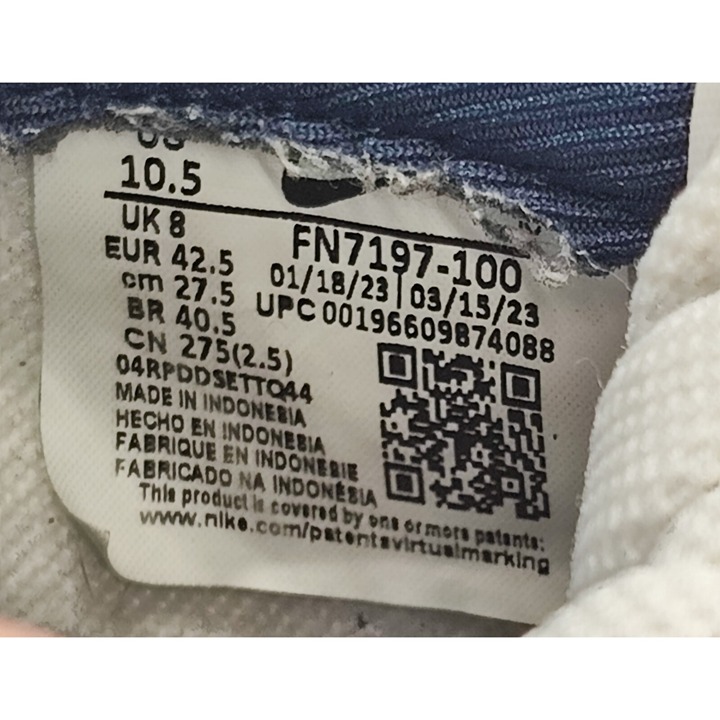 US
10.5
UK 8
EUR 42.5
cm 27.5
BR 40.5
CN 275(2.5)
FN7197-100
01/18/23 | 03/15/23
UPC 00196609874088
04RPDDSETTQ44
MADE IN INDONESIA
HECHO EN INDONESIA
FABRIQUE EN INDONESIE
FABRICADO NA INDONÉSIA
This product is covered by one or more patents:
www.nike.com/patentsvirtualmarking